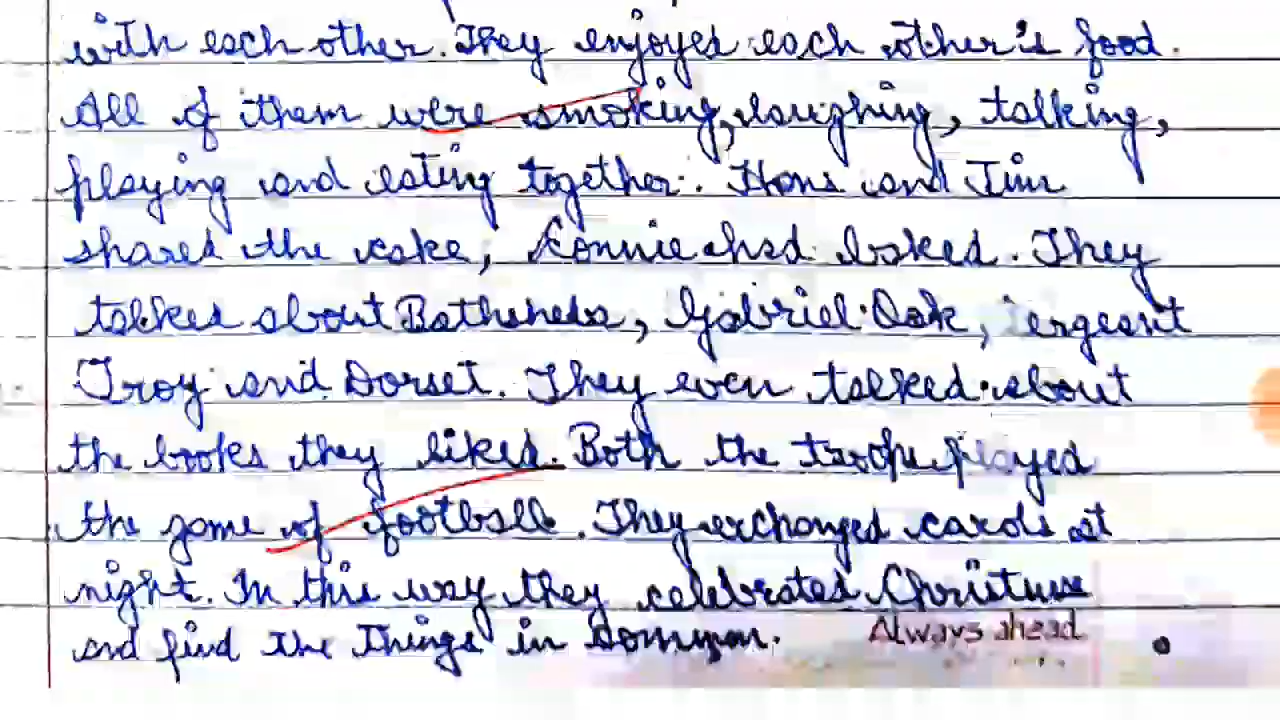 with each other. They enjoyed each other's food.
All of them were smoking, laughing, talking,
playing and eating together. Hans and Jim
shared the cake, Connie had baked. They
talked about Bathsheba, Gabriel Oak, Sergeant
Troy and Dorset. They even talked about
the books they liked. Both the troops played
the game of football. They exchanged carols at
night. In this way they celebrated Christmas
and find the things in common.
Always ahead